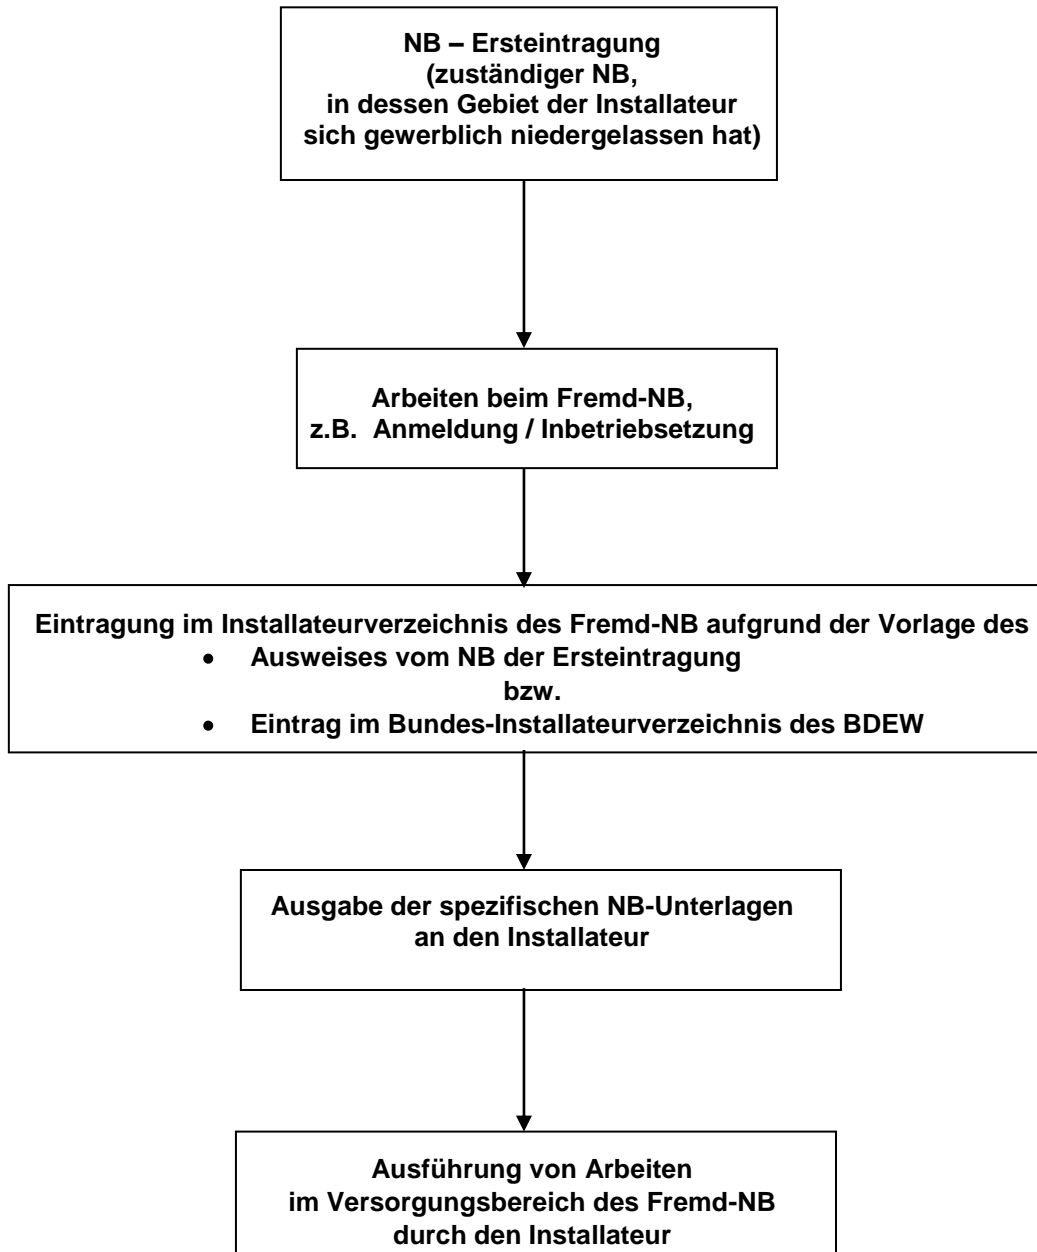 NB – Ersteintragung
(zuständiger NB,
in dessen Gebiet der Installateur
sich gewerblich niedergelassen hat)
Arbeiten beim Fremd-NB,
z.B. Anmeldung / Inbetriebsetzung
Eintragung im Installateurverzeichnis des Fremd-NB aufgrund der Vorlage des
• Ausweises vom NB der Ersteintragung
bzw.
• Eintrag im Bundes-Installateurverzeichnis des BDEW
Ausgabe der spezifischen NB-Unterlagen
an den Installateur
Ausführung von Arbeiten
im Versorgungsbereich des Fremd-NB
durch den Installateur